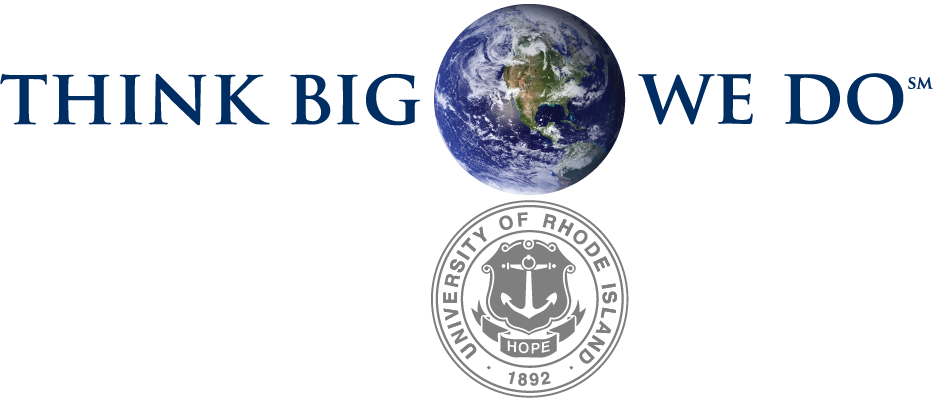 THINK BIG WE DO℠
UNIVERSITY OF RHODE ISLAND
HOPE
· 1892 ·